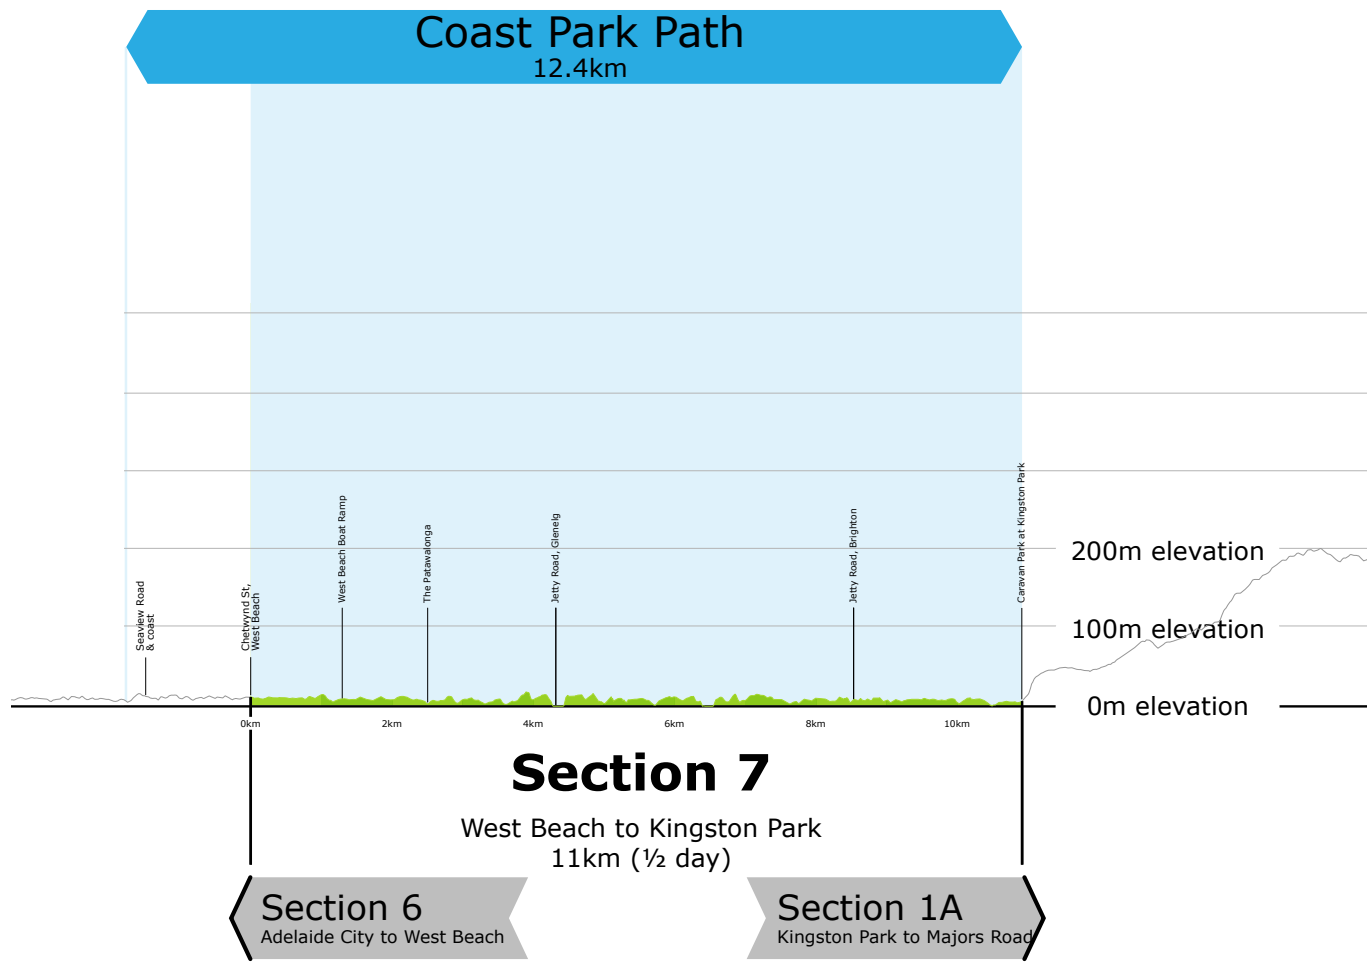 Coast Park Path
12.4km
Seaview Road
& coast
Chetwynd St,
West Beach
West Beach Boat Ramp
The Patawalonga
Jetty Road, Glenelg
Jetty Road, Brighton
Caravan Park at Kingston Park
200m elevation
100m elevation
0m elevation
0km
2km
4km
6km
8km
10km
Section 7
West Beach to Kingston Park
11km (½ day)
Section 6
Adelaide City to West Beach
Section 1A
Kingston Park to Majors Road